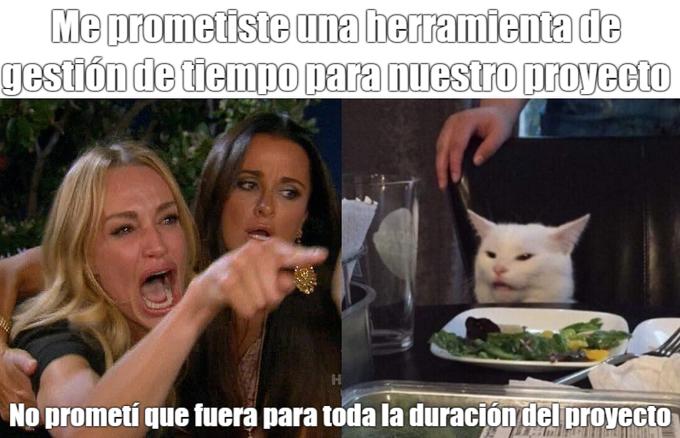 Me prometiste una herramienta de
gestión de tiempo para nuestro proyecto
H
No prometí que fuera para toda la duración del proyecto